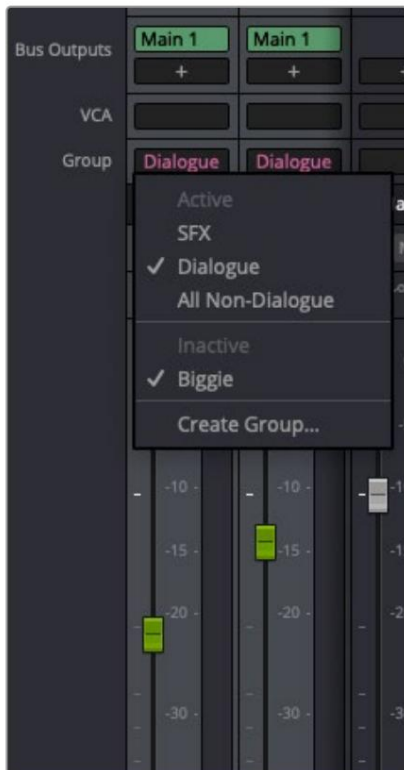 Bus Outputs Main 1 Main 1
+ +
VCA
Group Dialogue Dialogue
Active
SFX
✓ Dialogue
All Non-Dialogue
Inactive
✓ Biggie
Create Group...
-10 - -10 -
-15 - -15 -
-20 - -20 -
-30 - -30 -